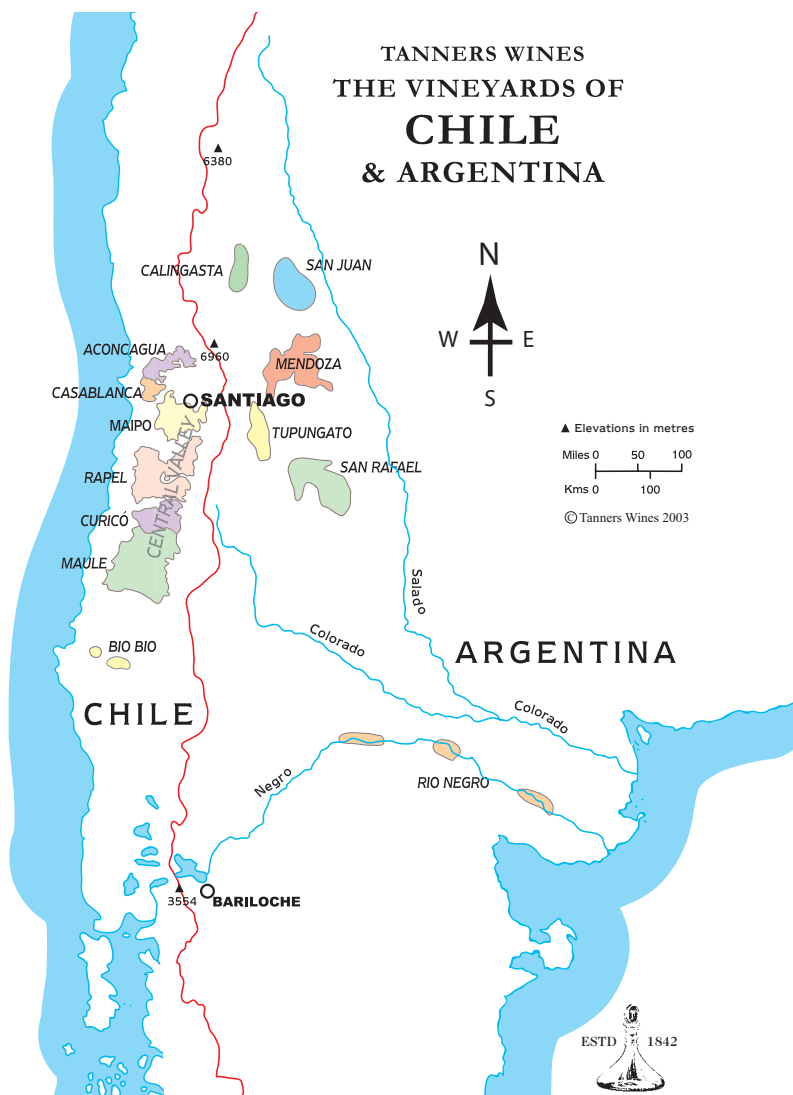 TANNERS WINES
THE VINEYARDS OF
CHILE
& ARGENTINA
6380
N
W E
S
CALINGASTA
SAN JUAN
ACONCAGUA
6960
MENDOZA
CASABLANCA
SANTIAGO
MAIPO
TUPUNGATO
CENTRAL VALLEY
RAPEL
SAN RAFAEL
CURICÓ
MAULE
▲ Elevations in metres
Miles 0 50 100
Kms 0 100
© Tanners Wines 2003
Salado
Colorado
BIO BIO
ARGENTINA
CHILE
Colorado
Negro
RIO NEGRO
3554
BARILOCHE
ESTD 1842